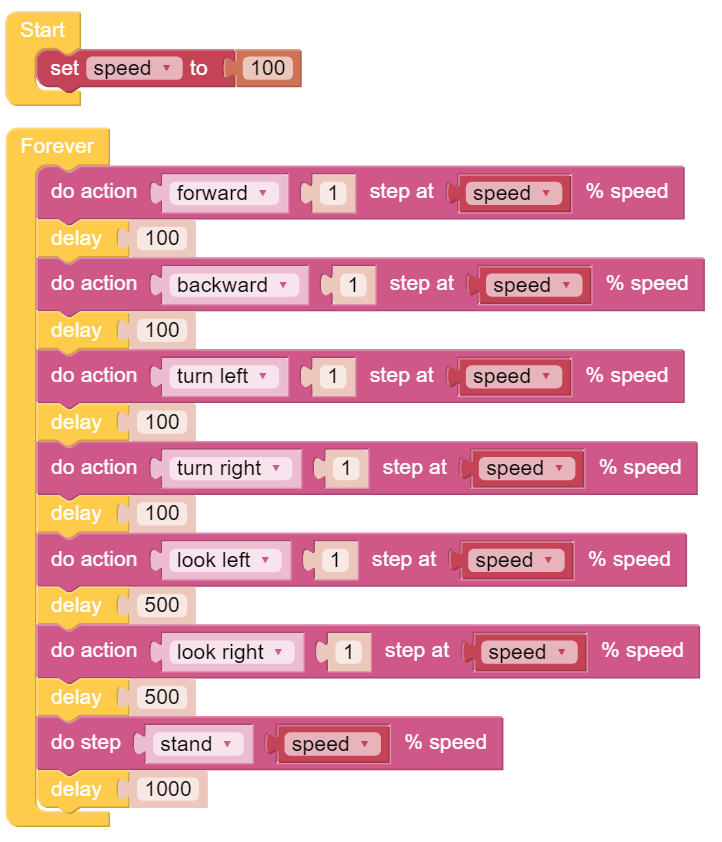 Start
set speed to 100
Forever
do action forward 1 step at speed % speed
delay 100
do action backward 1 step at speed % speed
delay 100
do action turn left 1 step at speed % speed
delay 100
do action turn right 1 step at speed % speed
delay 100
do action look left 1 step at speed % speed
delay 500
do action look right 1 step at speed % speed
delay 500
do step stand speed % speed
delay 1000